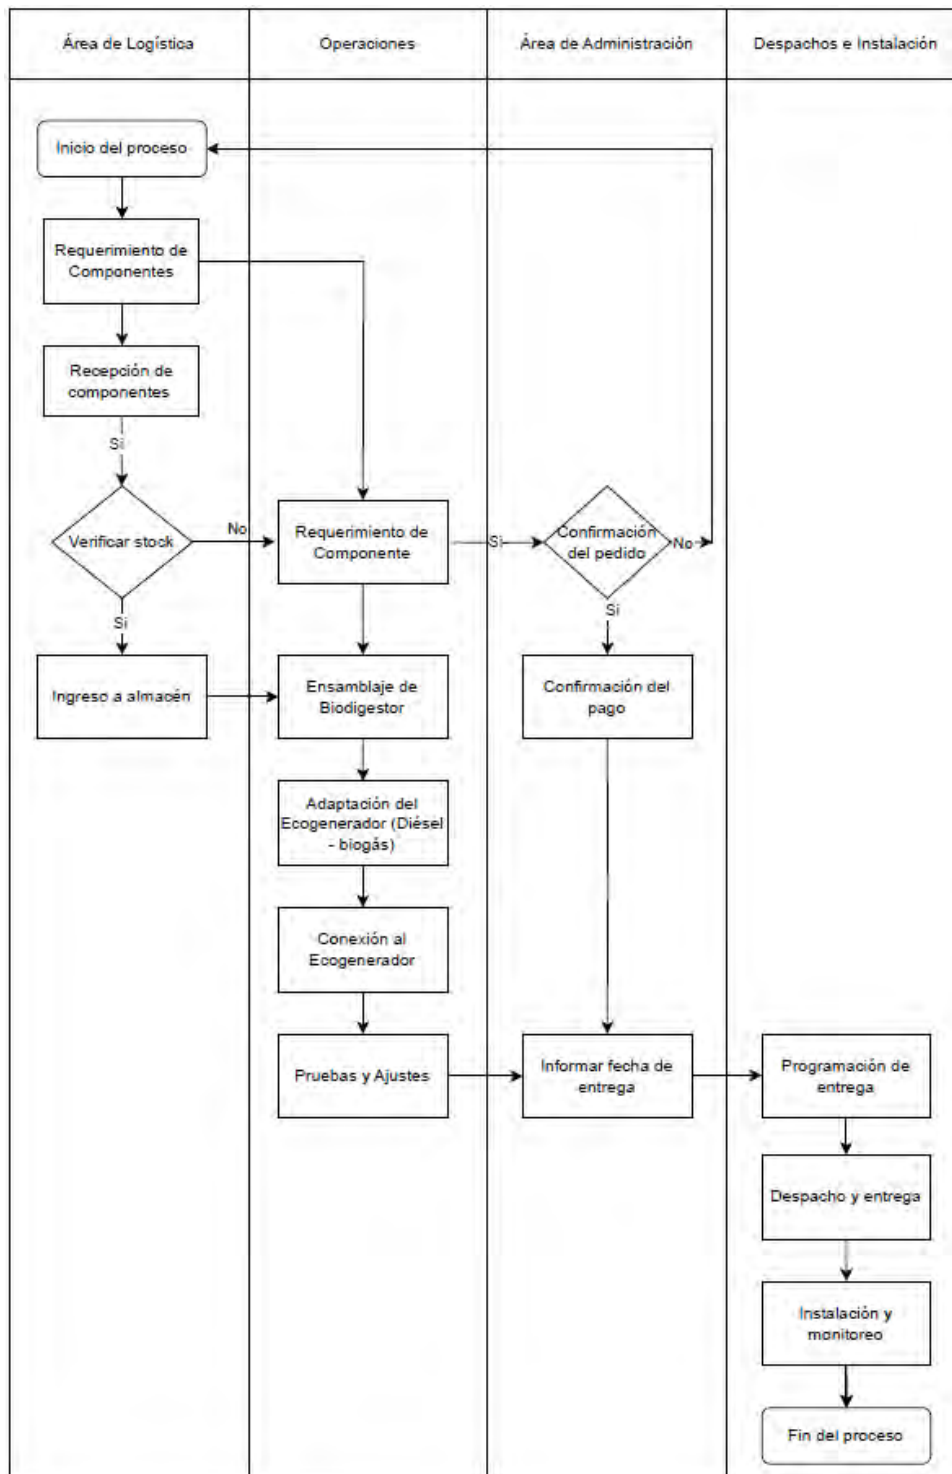 Área de Logística
Operaciones
Área de Administración
Despachos e Instalación
Inicio del proceso
Requerimiento de
Componentes
Recepción de
componentes
Si
Verificar stock
No
Requerimiento de
Componente
Si
Confirmación
del pedido
No
Si
Si
Ingreso a almacén
Ensamblaje de
Biodigestor
Confirmación del
pago
Adaptación del
Ecogenerador (Diésel
- biogás)
Conexión al
Ecogenerador
Pruebas y Ajustes
Informar fecha de
entrega
Programación de
entrega
Despacho y entrega
Instalación y
monitoreo
Fin del proceso